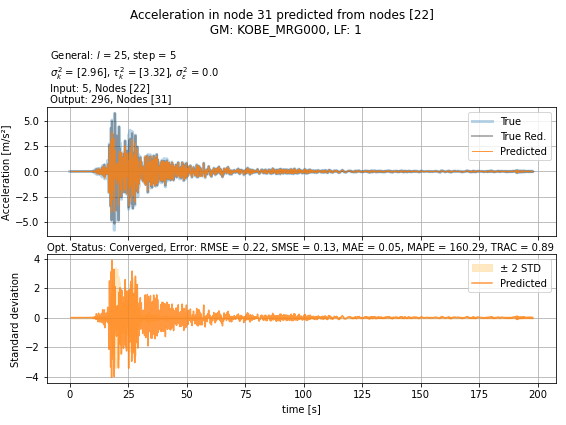 Acceleration in node 31 predicted from nodes [22]
GM: KOBE_MRG000, LF: 1
General: l = 25, step = 5
σ²ₖ = [2.96], τ²ₖ = [3.32], σ²ε = 0.0
Input: 5, Nodes [22]
Output: 296, Nodes [31]
Acceleration [m/s²]
5.0
2.5
0.0
−2.5
−5.0
True
True Red.
Predicted
Opt. Status: Converged, Error: RMSE = 0.22, SMSE = 0.13, MAE = 0.05, MAPE = 160.29, TRAC = 0.89
Standard deviation
4
2
0
−2
−4
± 2 STD
Predicted
0 25 50 75 100 125 150 175 200
time [s]